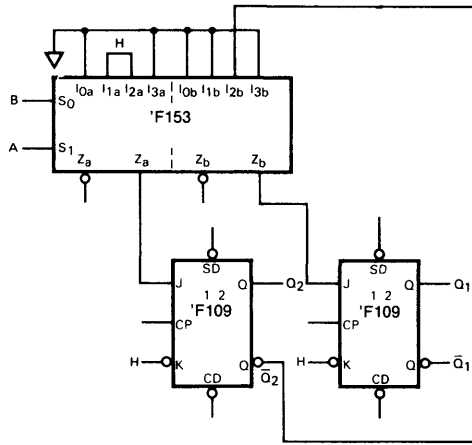 H
I0a I1a I2a I3a I0b I1b I2b I3b
B S0
'F153
A S1
Za Za Zb Zb
SD SD
J Q Q2 J Q Q1
1 2 1 2
'F109 'F109
CP CP
H K Q Q̄2 H K Q Q̄1
CD CD